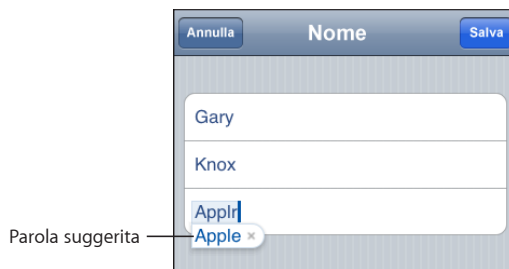 Annulla Nome Salva
Gary
Knox
Applr
Parola suggerita Apple ×